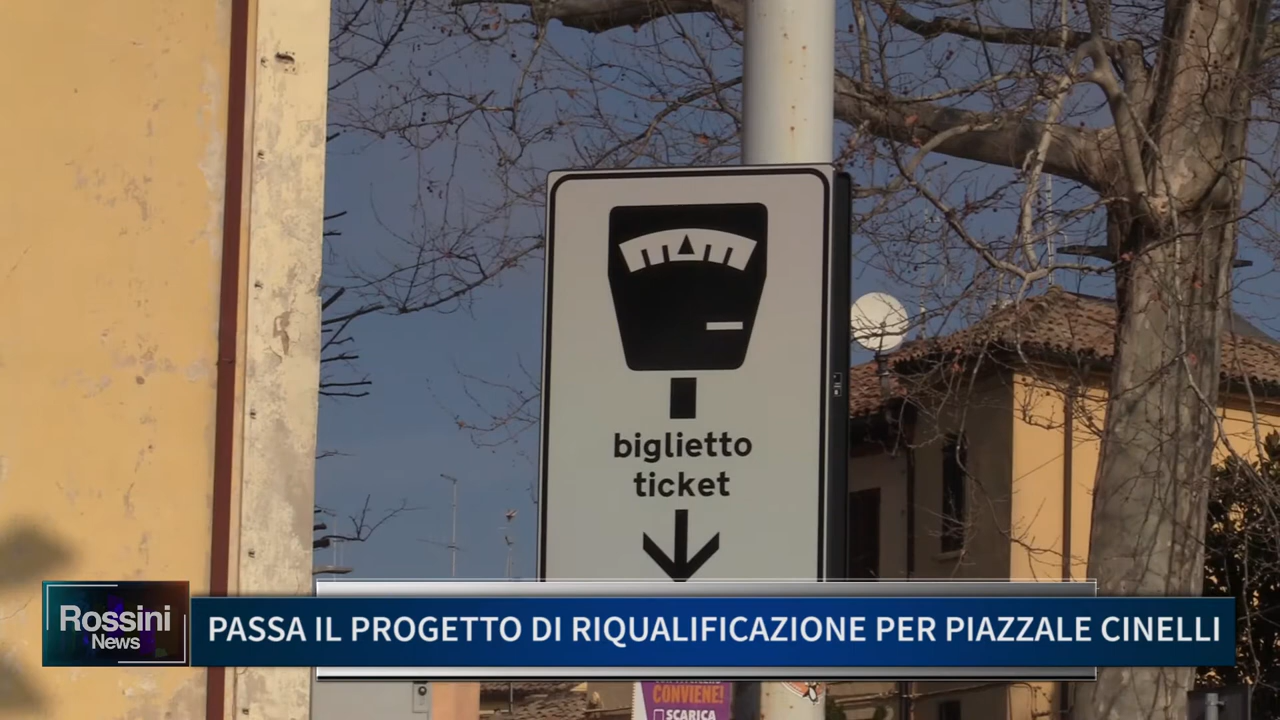 biglietto
ticket
Rossini
News
PASSA IL PROGETTO DI RIQUALIFICAZIONE PER PIAZZALE CINELLI
CONVIENE!
SCARICA